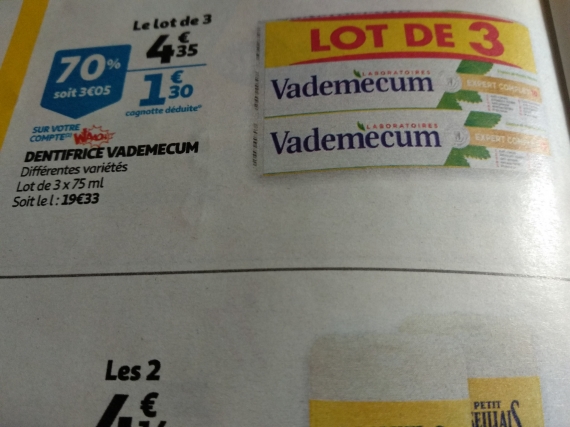 Le lot de 3
4€35
70%
soit 3€05
1€30
cagnotte déduite*
SUR VOTRE
COMPTE WAAOH
DENTIFRICE VADEMECUM
Différentes variétés
Lot de 3 x 75 ml
Soit le l : 19€33
LOT DE 3
LABORATOIRES
Vademecum
EXPERT COMPLET
LABORATOIRES
Vademecum
EXPERT
Les 2
4€
PETIT